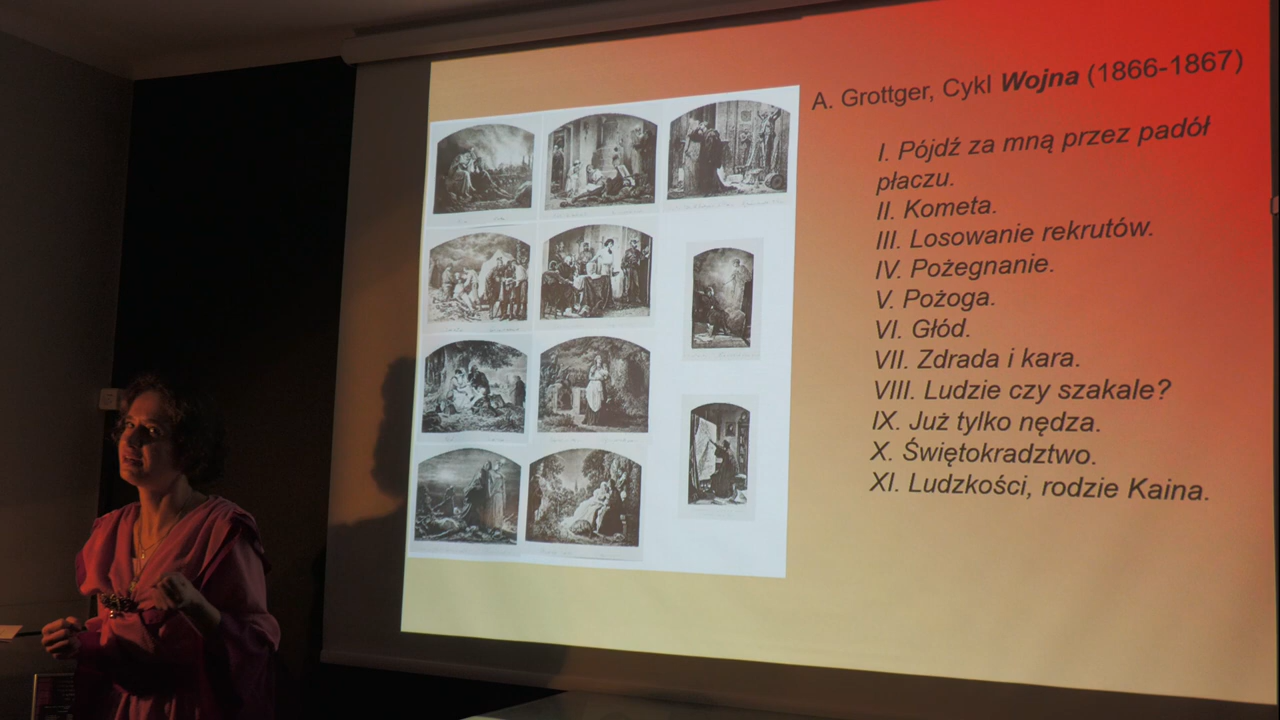 A. Grottger, Cykl Wojna (1866-1867)
I. Pójdź za mną przez padół
płaczu.
II. Kometa.
III. Losowanie rekrutów.
IV. Pożegnanie.
V. Pożoga.
VI. Głód.
VII. Zdrada i kara.
VIII. Ludzie czy szakale?
IX. Już tylko nędza.
X. Świętokradztwo.
XI. Ludzkości, rodzie Kaina.